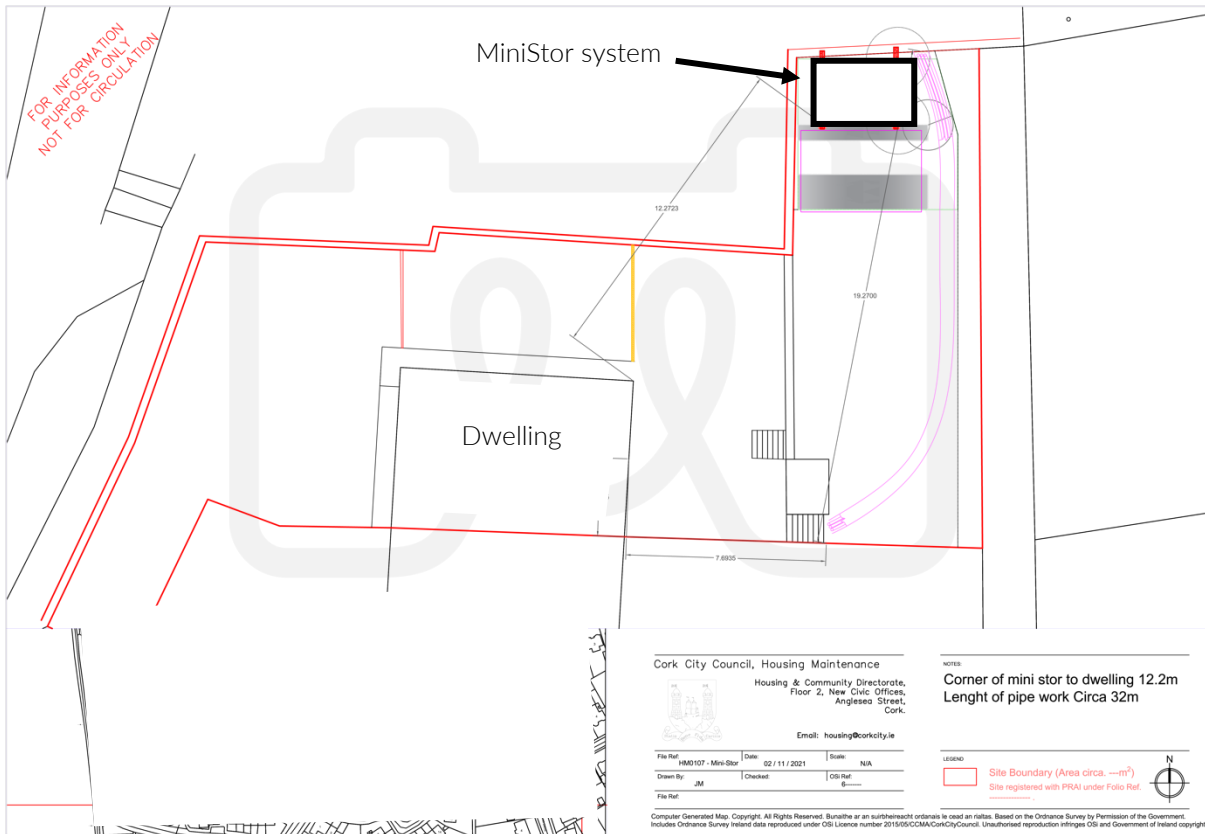 FOR INFORMATION
PURPOSES ONLY
NOT FOR CIRCULATION
MiniStor system
12.2723
19.2700
Dwelling
7.6935
Cork City Council, Housing Maintenance
Housing & Community Directorate,
Floor 2, New Civic Offices,
Anglesea Street,
Cork.
Email: housing@corkcity.ie
File Ref: HM0107 - Mini-Stor
Date: 02 / 11 / 2021
Scale: N/A
Drawn By: JM
Checked:
OSi Ref: 6-------
File Ref:
NOTES:
Corner of mini stor to dwelling 12.2m
Lenght of pipe work Circa 32m
LEGEND
Site Boundary (Area circa. ---m²)
Site registered with PRAI under Folio Ref.
------------ .
N
Computer Generated Map. Copyright. All Rights Reserved. Bunaithe ar an suirbhéireacht ordanais le cead an rialtas. Based on the Ordnance Survey by Permission of the Government.
Includes Ordnance Survey Ireland data reproduced under OSi Licence number 2015/05/CCMA/CorkCityCouncil. Unauthorised reproduction infringes OSi and Government of Ireland copyright